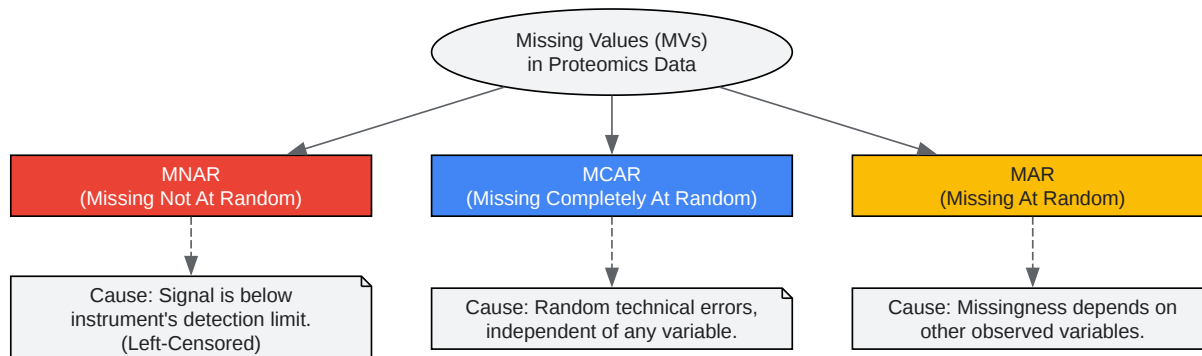 Missing Values (MVs)
in Proteomics Data
MNAR
(Missing Not At Random)
MCAR
(Missing Completely At Random)
MAR
(Missing At Random)
Cause: Signal is below
instrument's detection limit.
(Left-Censored)
Cause: Random technical errors,
independent of any variable.
Cause: Missingness depends on
other observed variables.